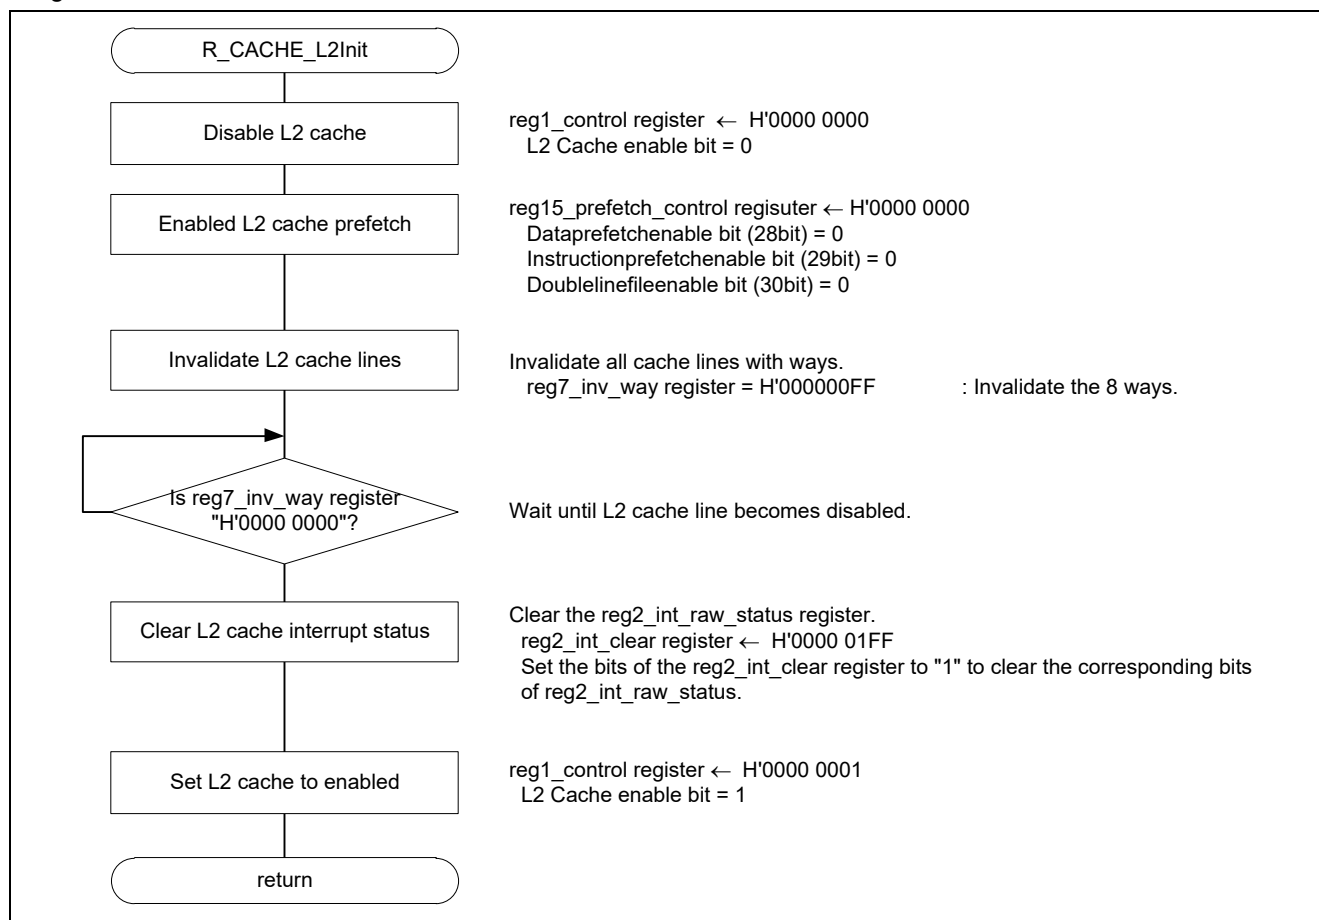 R_CACHE_L2Init
Disable L2 cache
reg1_control register ← H'0000 0000
L2 Cache enable bit = 0
Enabled L2 cache prefetch
reg15_prefetch_control regisuter ← H'0000 0000
Dataprefetchenable bit (28bit) = 0
Instructionprefetchenable bit (29bit) = 0
Doublelinefileenable bit (30bit) = 0
Invalidate L2 cache lines
Invalidate all cache lines with ways.
reg7_inv_way register = H'000000FF : Invalidate the 8 ways.
Is reg7_inv_way register
"H'0000 0000"?
Wait until L2 cache line becomes disabled.
Clear L2 cache interrupt status
Clear the reg2_int_raw_status register.
reg2_int_clear register ← H'0000 01FF
Set the bits of the reg2_int_clear register to "1" to clear the corresponding bits
of reg2_int_raw_status.
Set L2 cache to enabled
reg1_control register ← H'0000 0001
L2 Cache enable bit = 1
return